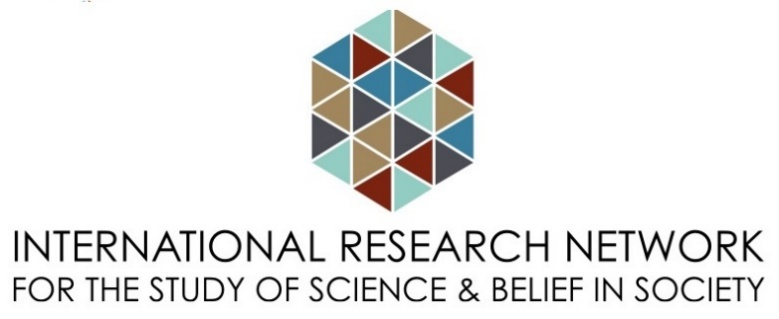 INTERNATIONAL RESEARCH NETWORK
FOR THE STUDY OF SCIENCE & BELIEF IN SOCIETY